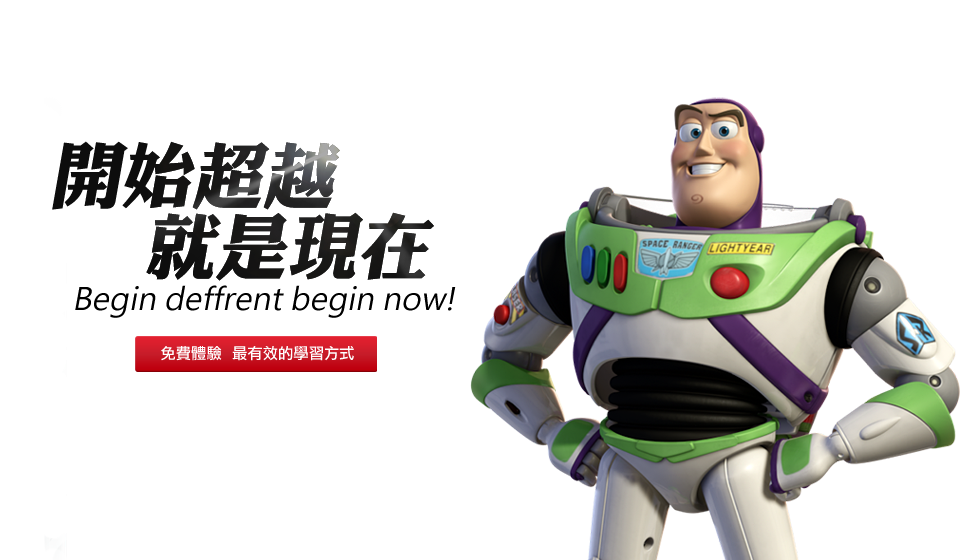 開始超越
就是現在
Begin deffrent begin now!
免費體驗 最有效的學習方式
SPACE RANGER
LIGHTYEAR